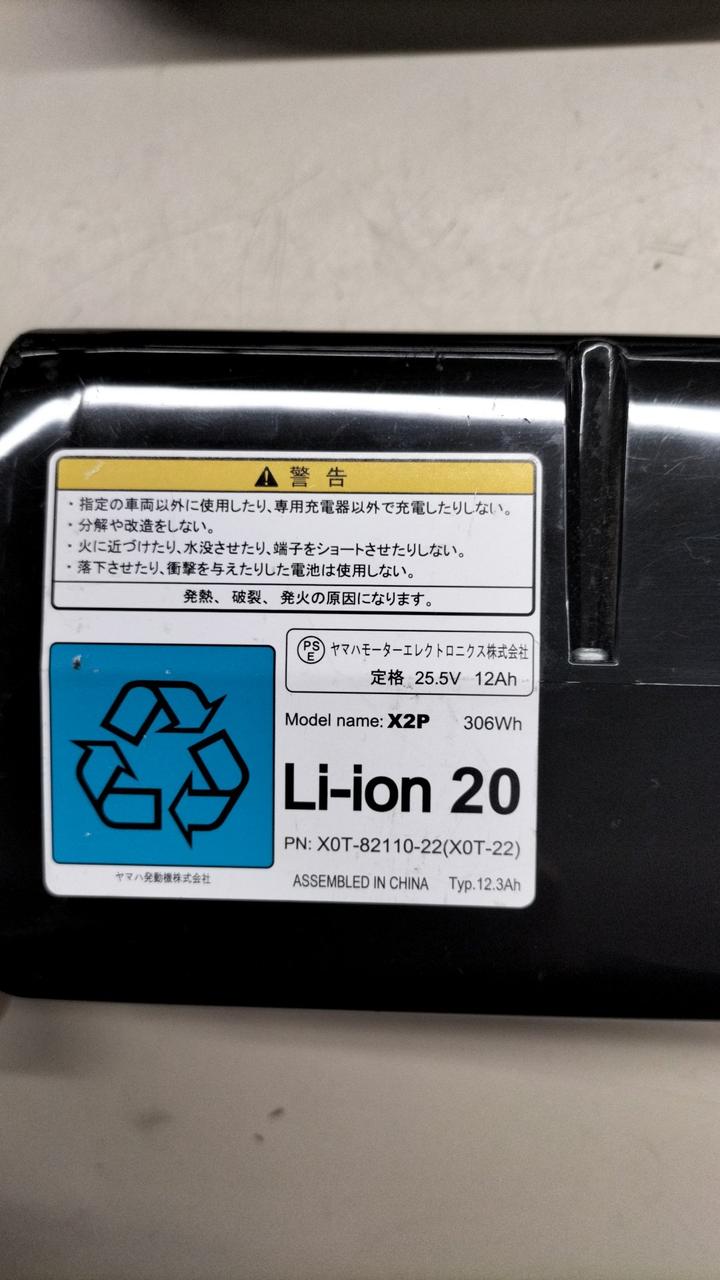 ⚠ 警告
・指定の車両以外に使用したり、専用充電器以外で充電したりしない。
・分解や改造をしない。
・火に近づけたり、水没させたり、端子をショートさせたりしない。
・落下させたり、衝撃を与えたりした電池は使用しない。
発熱、破裂、発火の原因になります。
PSE ヤマハモーターエレクトロニクス株式会社
定格 25.5V 12Ah
Model name: X2P 306Wh
Li-ion 20
PN: X0T-82110-22(X0T-22)
ヤマハ発動機株式会社
ASSEMBLED IN CHINA Typ.12.3Ah